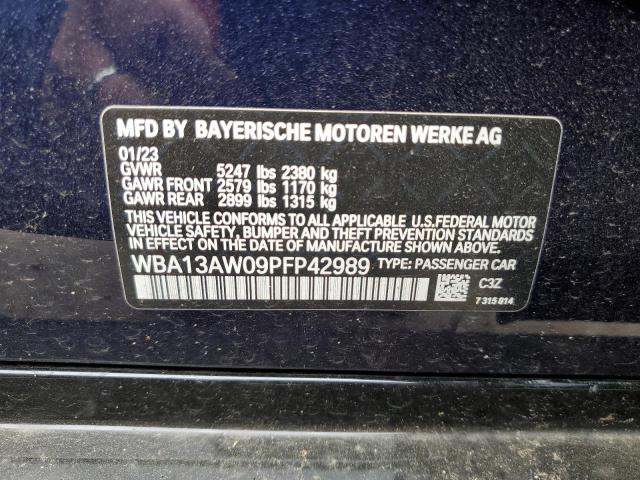 MFD BY BAYERISCHE MOTOREN WERKE AG
01/23
GVWR 5247 lbs 2380 kg
GAWR FRONT 2579 lbs 1170 kg
GAWR REAR 2899 lbs 1315 kg
THIS VEHICLE CONFORMS TO ALL APPLICABLE U.S.FEDERAL MOTOR
VEHICLE SAFETY, BUMPER AND THEFT PREVENTION STANDARDS
IN EFFECT ON THE DATE OF MANUFACTURE SHOWN ABOVE.
WBA13AW09PFP42989 TYPE: PASSENGER CAR
C3Z
7 315 814